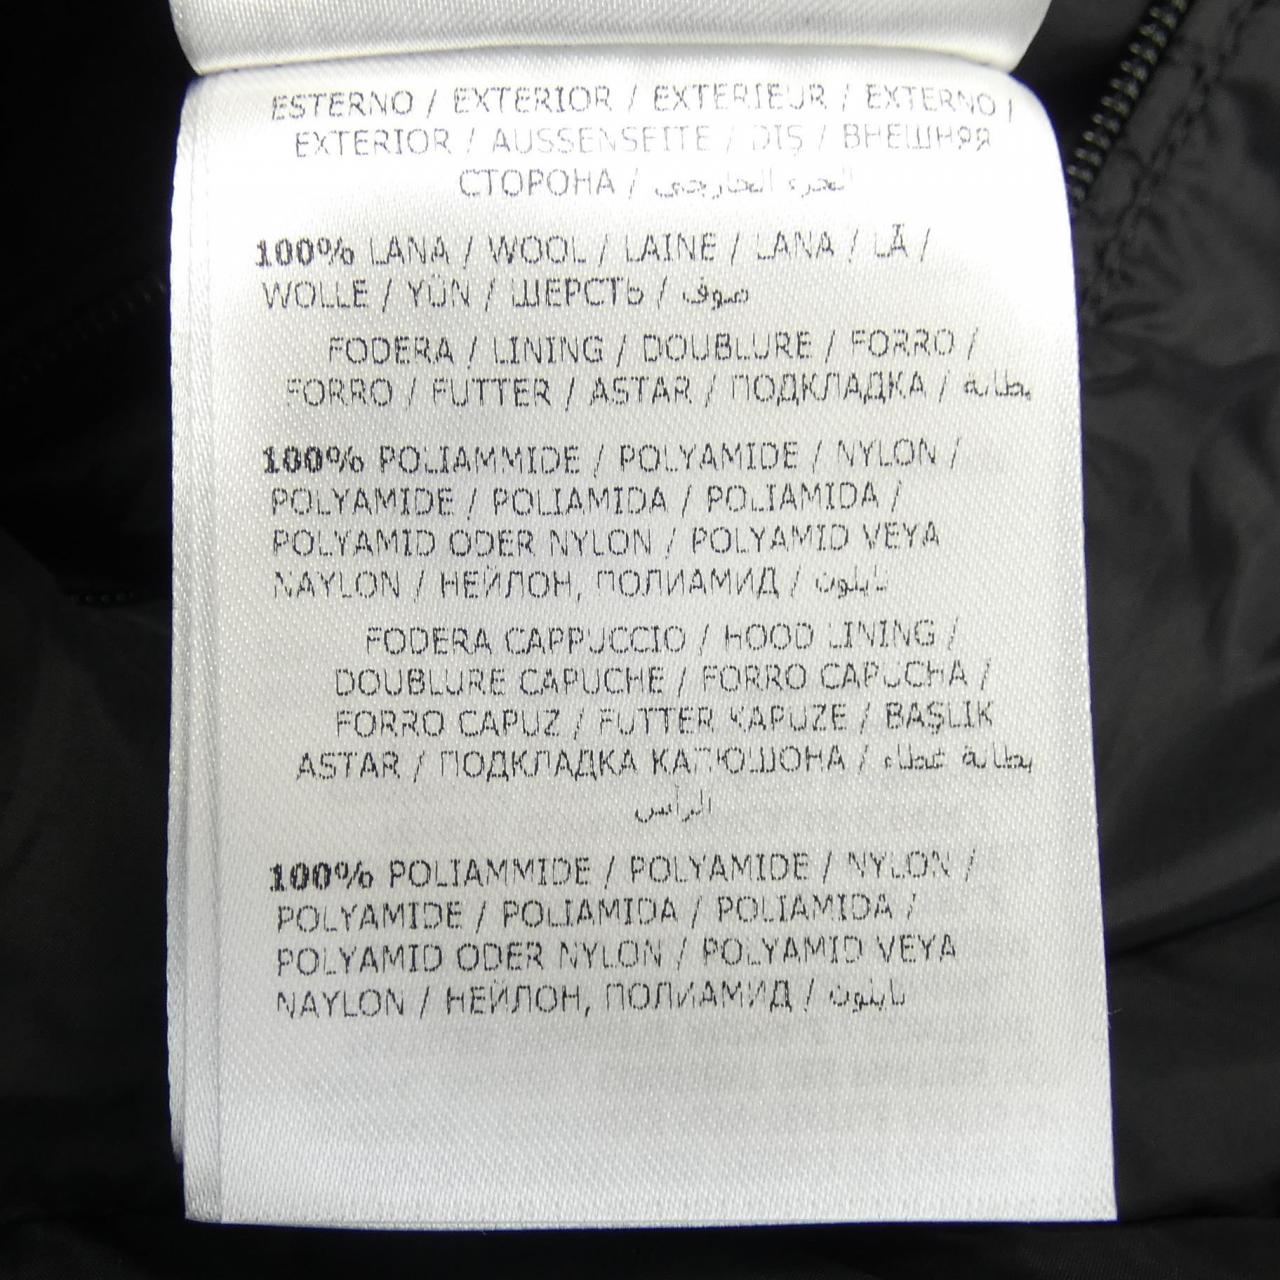 ESTERNO / EXTERIOR / EXTERIEUR / EXTERNO /
EXTERIOR / AUSSENSEITE / DIŞ / ВНЕШНЯЯ
СТОРОНА / الجزء الخارجي
100% LANA / WOOL / LAINE / LANA / LÃ /
WOLLE / YÜN / ШЕРСТЬ / صوف
FODERA / LINING / DOUBLURE / FORRO /
FORRO / FUTTER / ASTAR / ПОДКЛАДКА / بطانة
100% POLIAMMIDE / POLYAMIDE / NYLON /
POLYAMIDE / POLIAMIDA / POLIAMIDA /
POLYAMID ODER NYLON / POLYAMID VEYA
NAYLON / НЕЙЛОН, ПОЛИАМИД / نايلون
FODERA CAPPUCCIO / HOOD LINING /
DOUBLURE CAPUCHE / FORRO CAPUCHA /
FORRO CAPUZ / FUTTER KAPUZE / BAŞLIK
ASTAR / ПОДКЛАДКА КАПЮШОНА / بطانة غطاء
الرأس
100% POLIAMMIDE / POLYAMIDE / NYLON /
POLYAMIDE / POLIAMIDA / POLIAMIDA /
POLYAMID ODER NYLON / POLYAMID VEYA
NAYLON / НЕЙЛОН, ПОЛИАМИД / نايلون